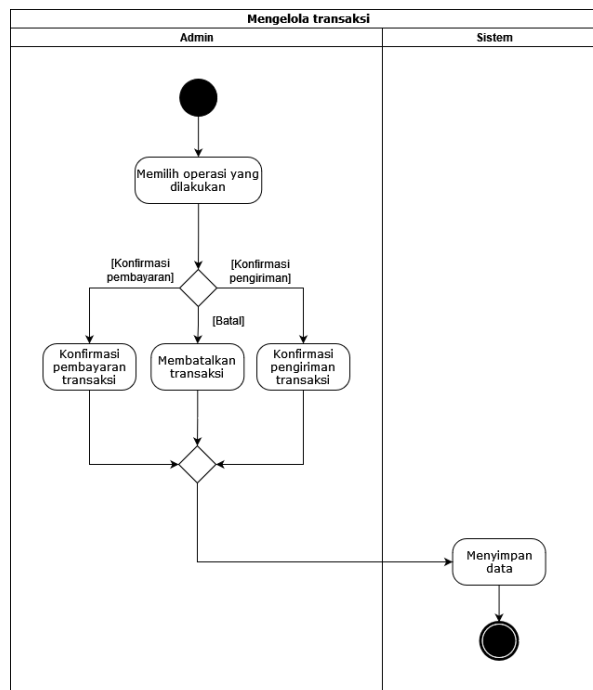 Mengelola transaksi
Admin
Sistem
Memilih operasi yang
dilakukan
[Konfirmasi
pembayaran]
[Konfirmasi
pengiriman]
[Batal]
Konfirmasi
pembayaran
transaksi
Membatalkan
transaksi
Konfirmasi
pengiriman
transaksi
Menyimpan
data